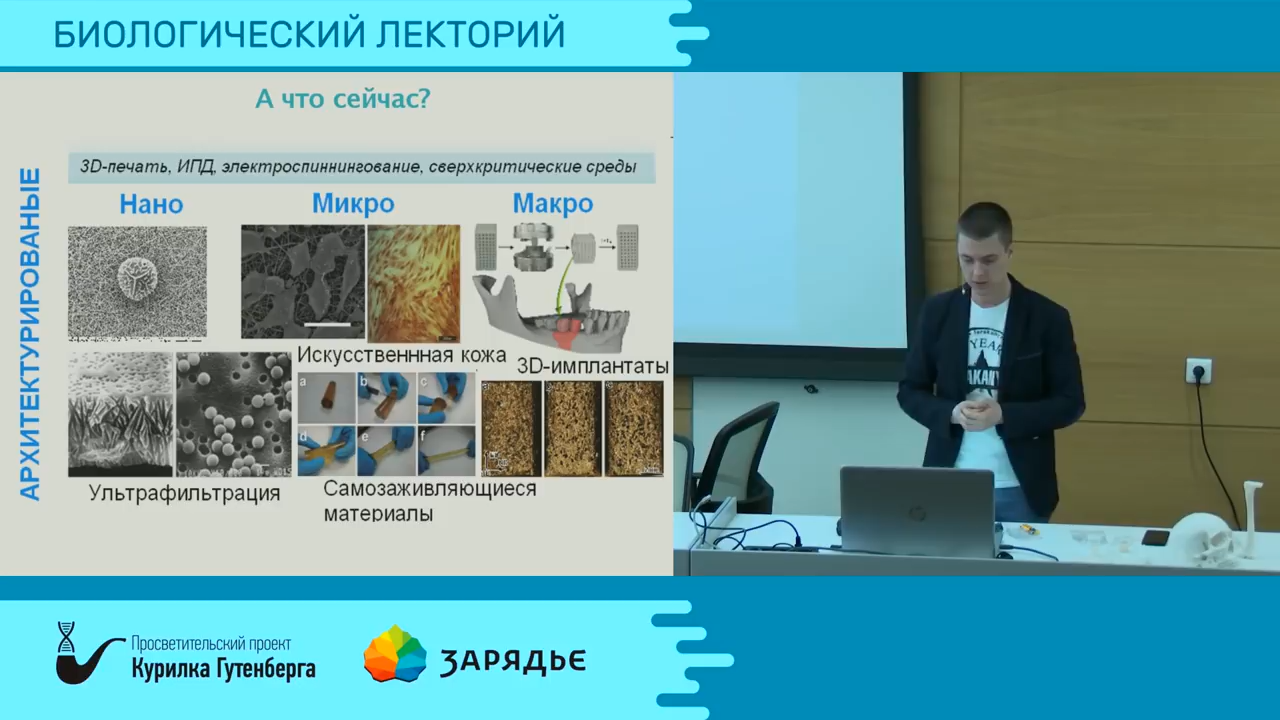 БИОЛОГИЧЕСКИЙ ЛЕКТОРИЙ
А что сейчас?
АРХИТЕКТУРИРОВАНЫЕ
3D-печать, ИПД, электроспиннингование, сверхкритические среды
Нано
Микро
Макро
Искусственнная кожа
3D-имплантаты
a
b
c
d
e
f
Ультрафильтрация
Самозаживляющиеся
материалы
YEAR
Просветительский проект
Курилка Гутенберга
ЗАРЯДЬЕ